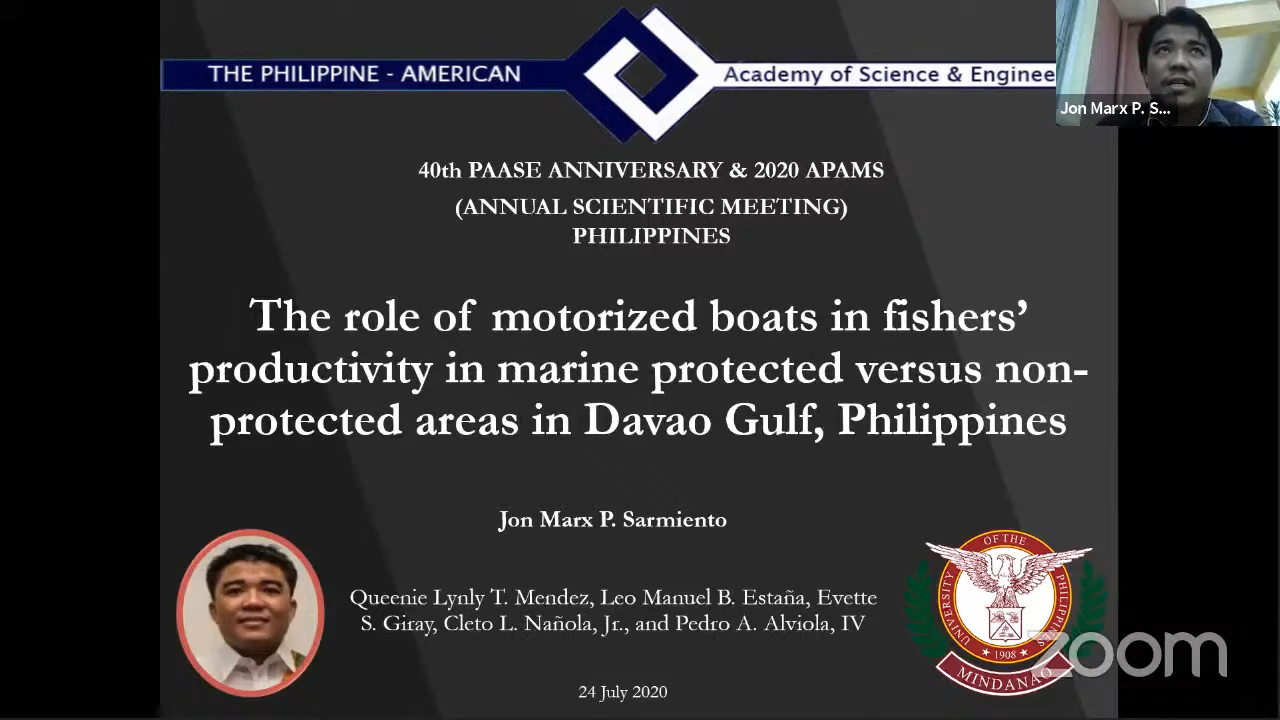 THE PHILIPPINE - AMERICAN
Academy of Science & Enginee
Jon Marx P. S...
40th PAASE ANNIVERSARY & 2020 APAMS
(ANNUAL SCIENTIFIC MEETING)
PHILIPPINES
The role of motorized boats in fishers’
productivity in marine protected versus non-
protected areas in Davao Gulf, Philippines
Jon Marx P. Sarmiento
Queenie Lynly T. Mendez, Leo Manuel B. Estaña, Evette
S. Giray, Cleto L. Nañola, Jr., and Pedro A. Alviola, IV
24 July 2020
UNIVERSITY OF THE PHILIPPINES
1908
MINDANAO
zoom